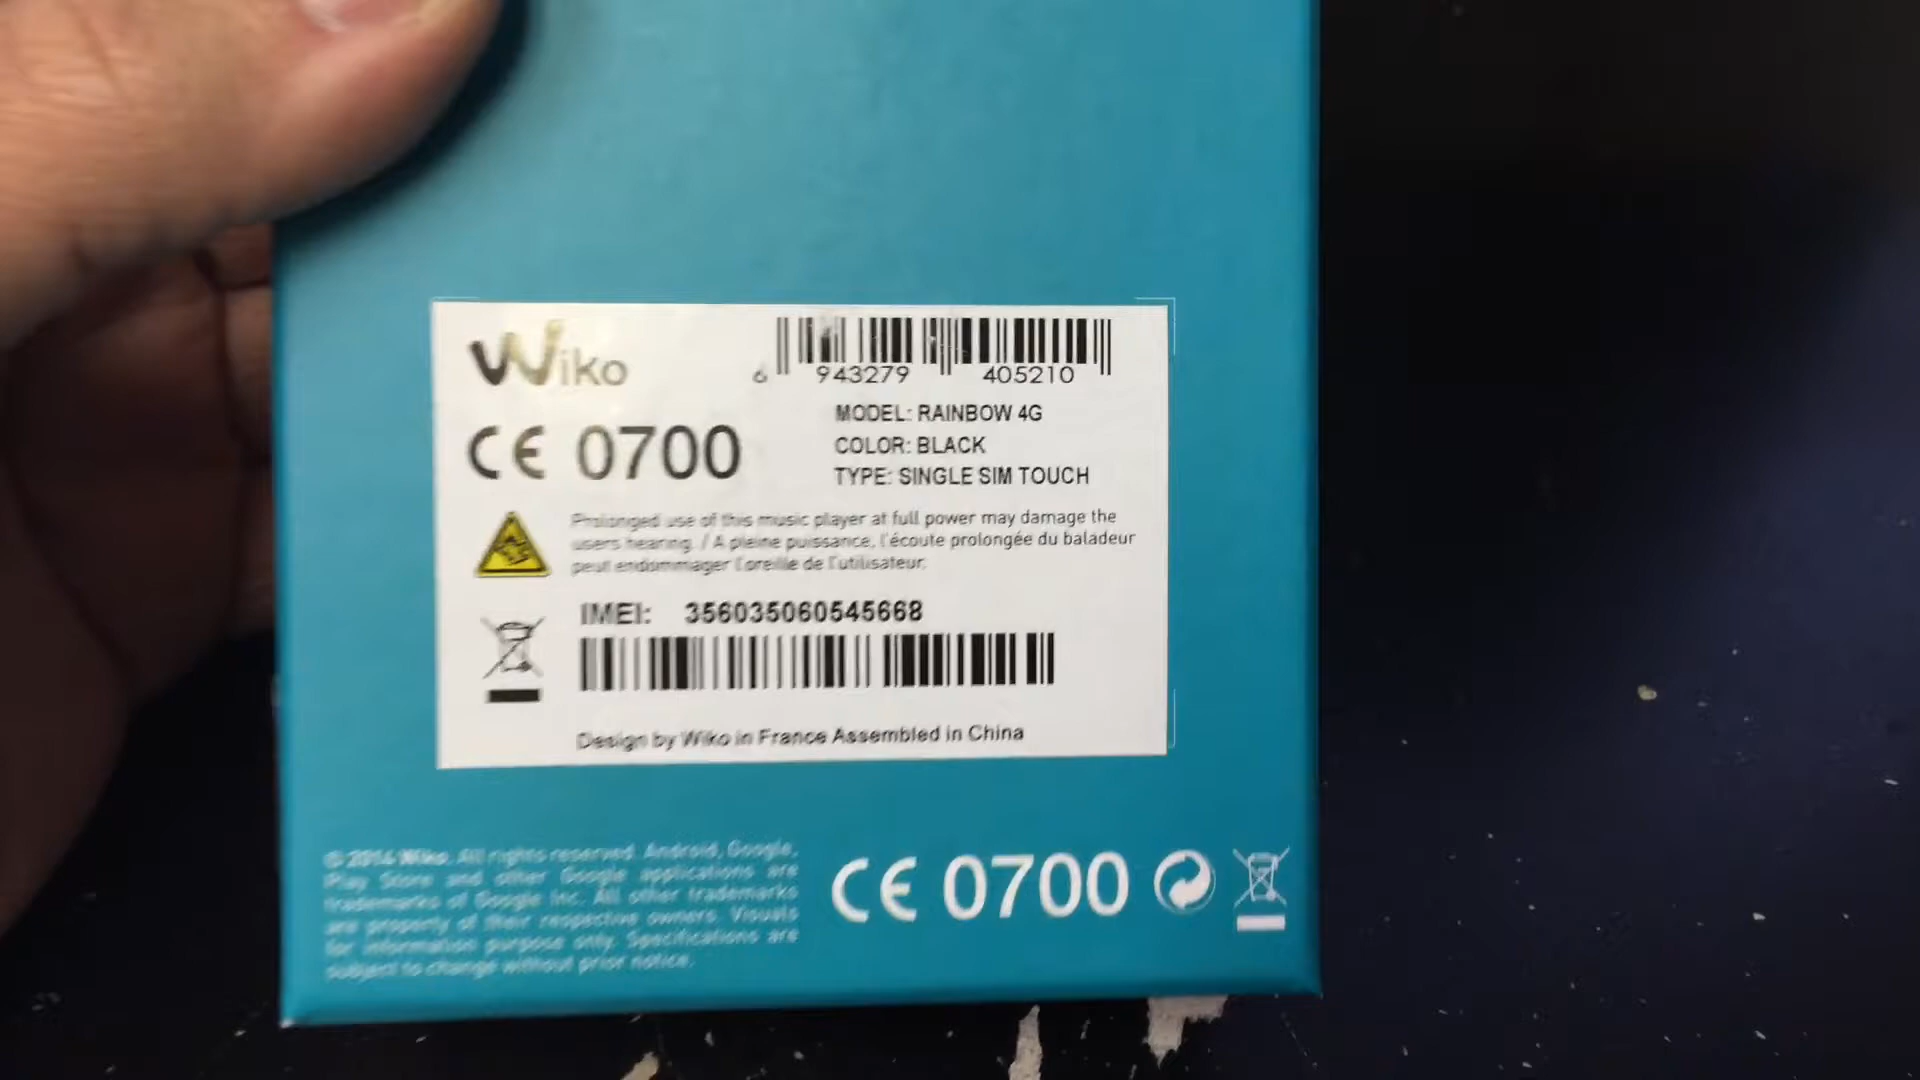 Wiko
6 943279 405210
CE 0700
MODEL: RAINBOW 4G
COLOR: BLACK
TYPE: SINGLE SIM TOUCH
Prolonged use of this music player at full power may damage the
users hearing. / A pleine puissance, l'écoute prolongée du baladeur
peut endommager l'oreille de l'utilisateur.
IMEI: 356035060545668
Design by Wiko in France Assembled in China
© 2014 Wiko. All rights reserved. Android, Google,
Play Store and other Google applications are
trademarks of Google Inc. All other trademarks
are property of their respective owners. Visuals
for information purpose only. Specifications are
subject to change without prior notice.
CE 0700